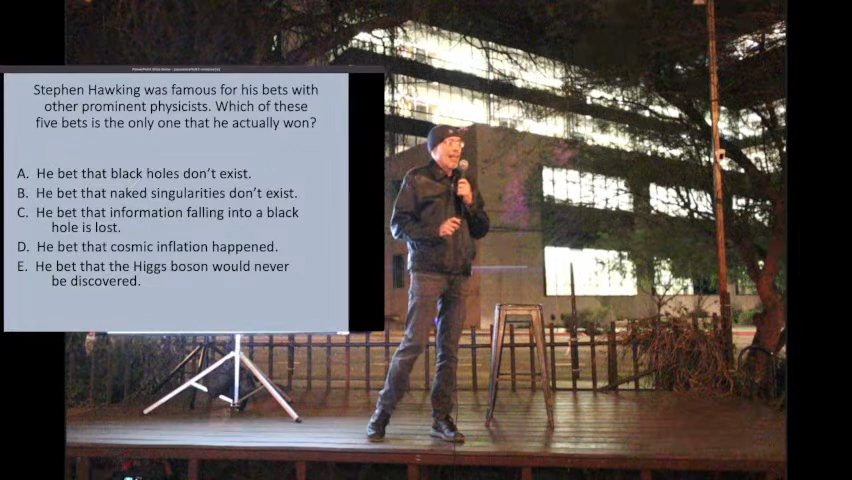 Stephen Hawking was famous for his bets with
other prominent physicists. Which of these
five bets is the only one that he actually won?
A. He bet that black holes don't exist.
B. He bet that naked singularities don't exist.
C. He bet that information falling into a black
hole is lost.
D. He bet that cosmic inflation happened.
E. He bet that the Higgs boson would never
be discovered.